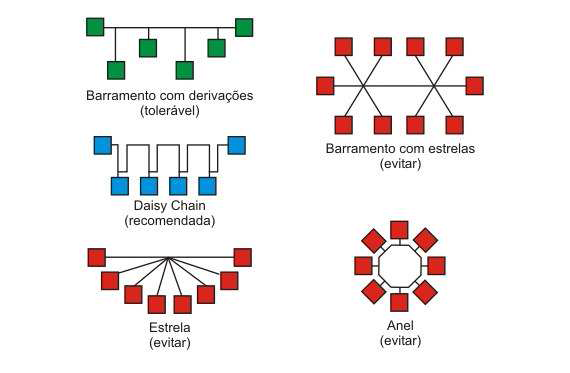 Barramento com derivações
(tolerável)
Barramento com estrelas
(evitar)
Daisy Chain
(recomendada)
Estrela
(evitar)
Anel
(evitar)